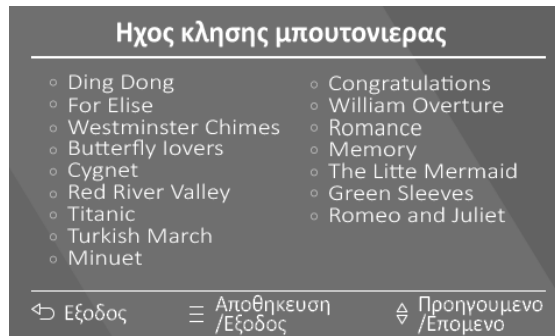 Ηχος κλησης μπουτονιερας
Ding Dong
For Elise
Westminster Chimes
Butterfly lovers
Cygnet
Red River Valley
Titanic
Turkish March
Minuet
Congratulations
William Overture
Romance
Memory
The Litte Mermaid
Green Sleeves
Romeo and Juliet
Εξοδος
Αποθηκευση
/Εξοδος
Προηγουμενο
/Επομενο